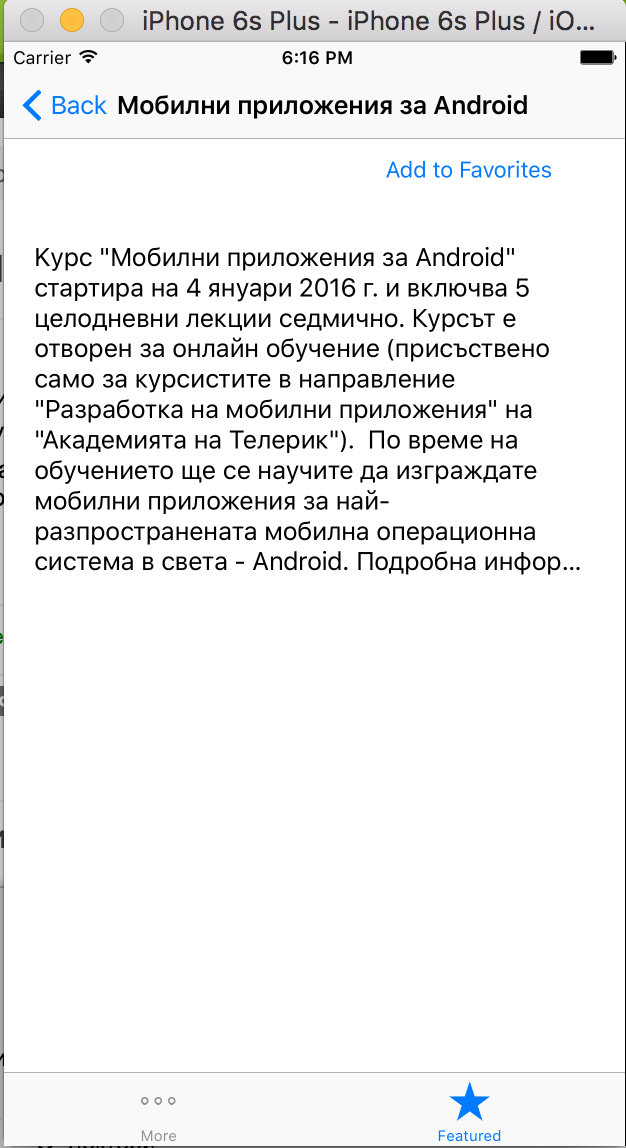 iPhone 6s Plus - iPhone 6s Plus / iO...
Carrier 6:16 PM
Back Мобилни приложения за Android
Add to Favorites
Курс "Мобилни приложения за Android"
стартира на 4 януари 2016 г. и включва 5
целодневни лекции седмично. Курсът е
отворен за онлайн обучение (присъствено
само за курсистите в направление
"Разработка на мобилни приложения" на
"Академията на Телерик").  По време на
обучението ще се научите да изграждате
мобилни приложения за най-
разпространената мобилна операционна
система в света - Android. Подробна инфор...
More Featured